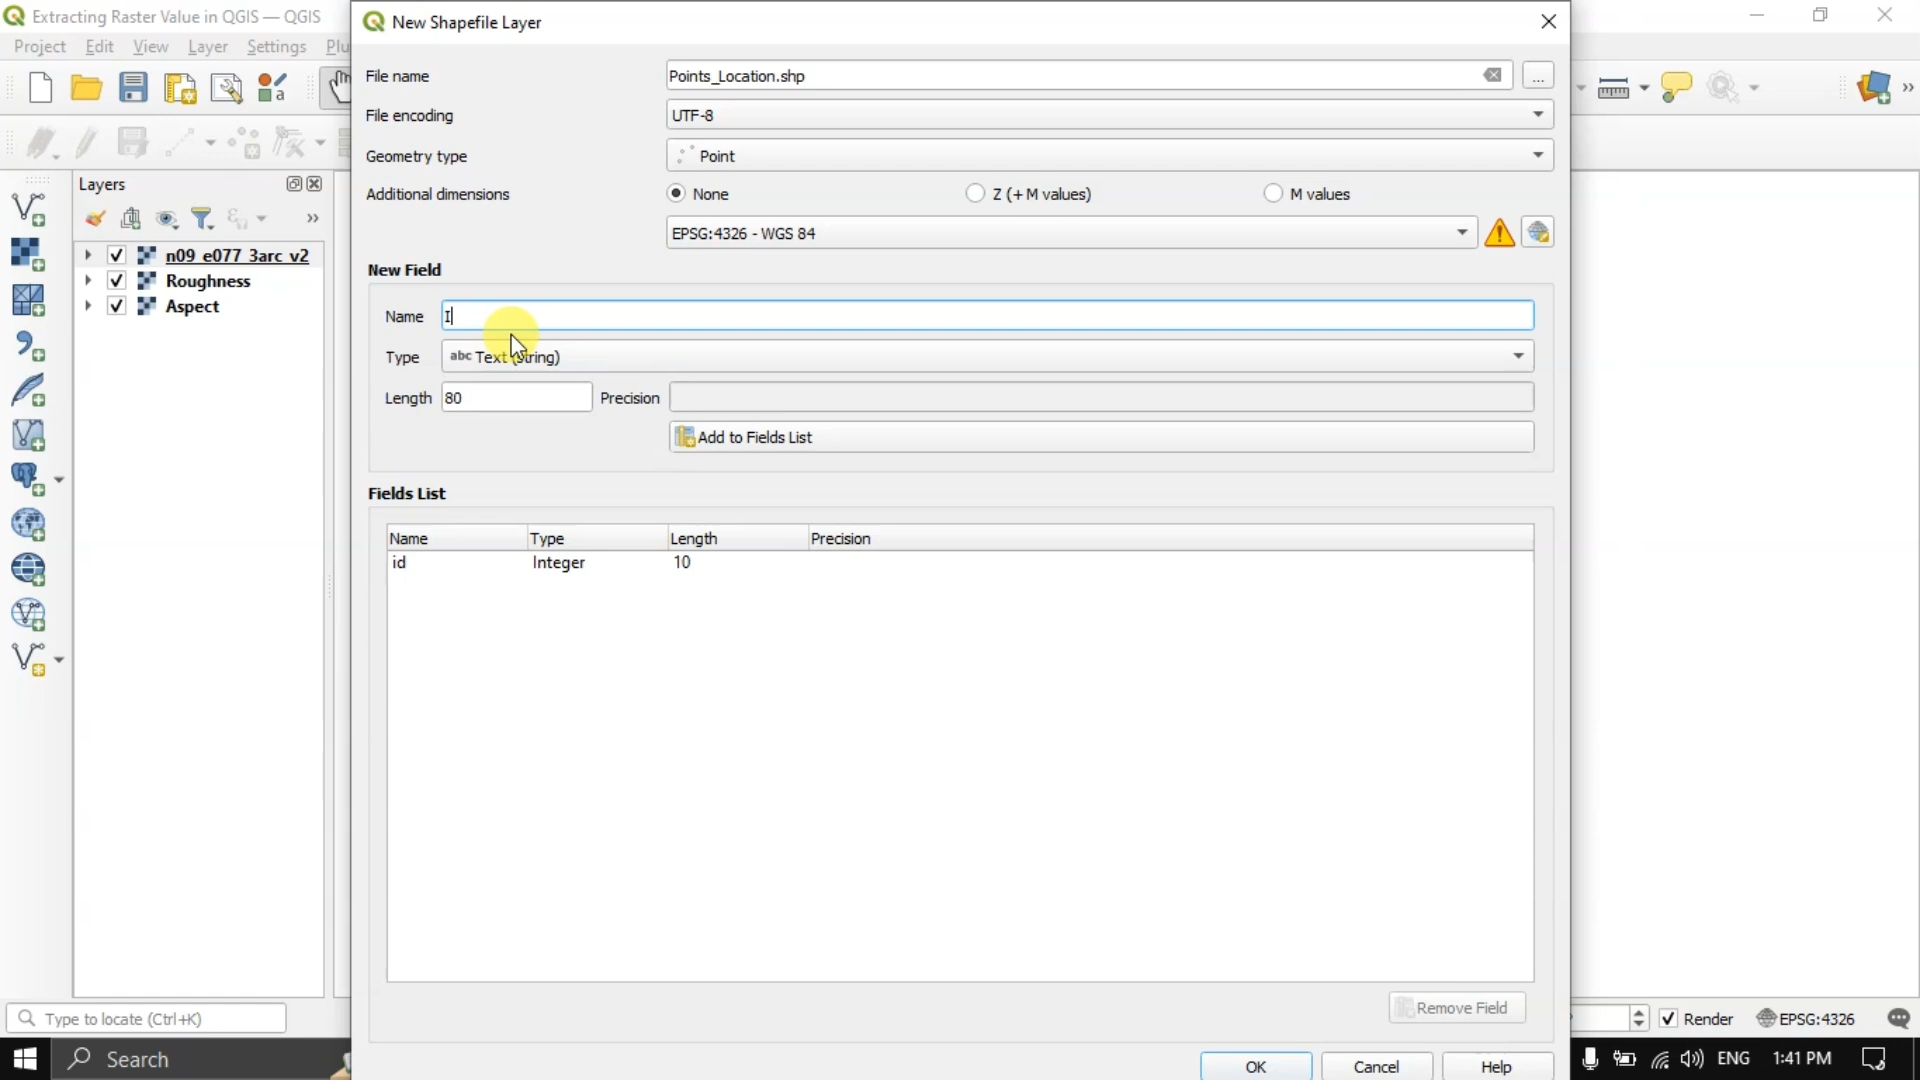 Extracting Raster Value in QGIS — QGIS
New Shapefile Layer
Project Edit View Layer Settings Plu
File name Points_Location.shp ...
File encoding UTF-8
Geometry type Point
Additional dimensions None Z (+M values) M values
EPSG:4326 - WGS 84
Layers
n09_e077_3arc_v2
Roughness
Aspect
New Field
Name I
Type abc Text (string)
Length 80 Precision
Add to Fields List
Fields List
Name Type Length Precision
id Integer 10
Remove Field
OK Cancel Help
Type to locate (Ctrl+K)
Render EPSG:4326
Search
ENG 1:41 PM